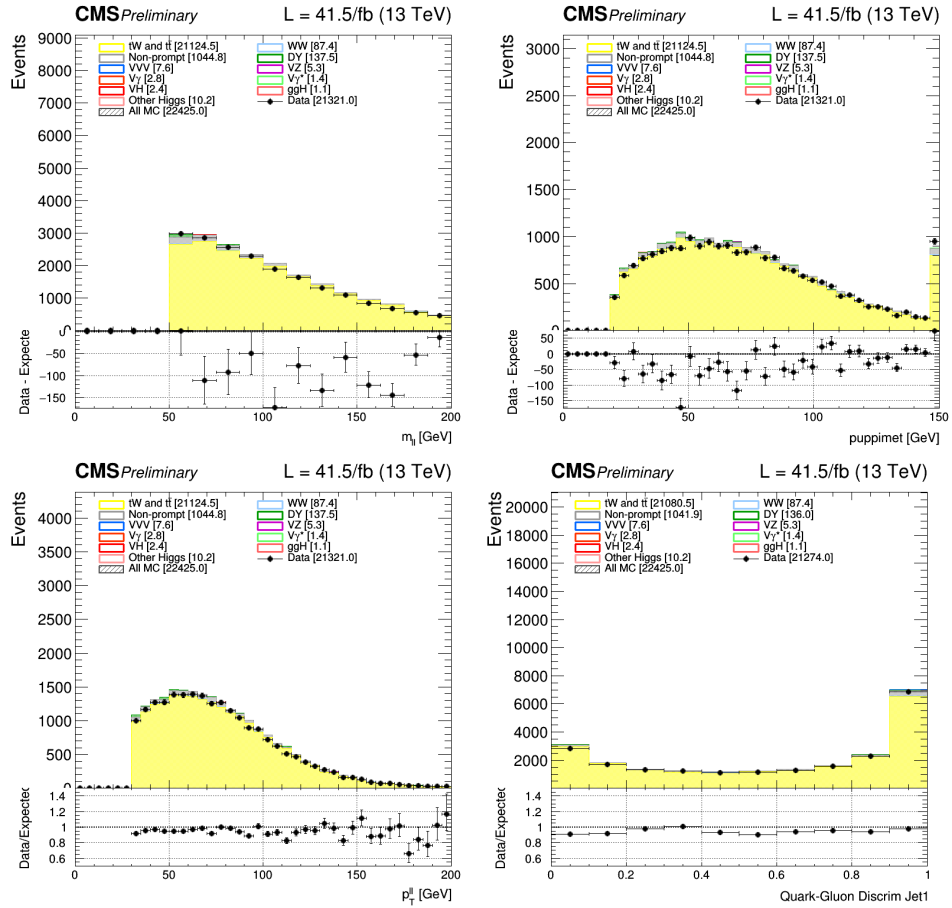 CMS Preliminary L = 41.5/fb (13 TeV)
Events
9000
8000
7000
6000
5000
4000
3000
2000
1000
0
tW and tt̄ [21124.5] WW [87.4]
Non-prompt [1044.8] DY [137.5]
VVV [7.6] VZ [5.3]
Vγ [2.8] Vγ* [1.4]
VH [2.4] ggH [1.1]
Other Higgs [10.2] Data [21321.0]
All MC [22425.0]
Data - Expecte
0
−50
−100
−150
0 50 100 150 200
m_ll [GeV]
CMS Preliminary L = 41.5/fb (13 TeV)
Events
3000
2500
2000
1500
1000
500
tW and tt̄ [21124.5] WW [87.4]
Non-prompt [1044.8] DY [137.5]
VVV [7.6] VZ [5.3]
Vγ [2.8] Vγ* [1.4]
VH [2.4] ggH [1.1]
Other Higgs [10.2] Data [21321.0]
All MC [22425.0]
Data - Expecte
50
0
−50
−100
−150
0 50 100 150
puppimet [GeV]
CMS Preliminary L = 41.5/fb (13 TeV)
Events
4000
3500
3000
2500
2000
1500
1000
500
tW and tt̄ [21124.5] WW [87.4]
Non-prompt [1044.8] DY [137.5]
VVV [7.6] VZ [5.3]
Vγ [2.8] Vγ* [1.4]
VH [2.4] ggH [1.1]
Other Higgs [10.2] Data [21321.0]
All MC [22425.0]
Data/Expected
1.4
1.2
1
0.8
0.6
0 50 100 150 200
p_T^ll [GeV]
CMS Preliminary L = 41.5/fb (13 TeV)
Events
20000
18000
16000
14000
12000
10000
8000
6000
4000
2000
tW and tt̄ [21080.5] WW [87.4]
Non-prompt [1041.9] DY [136.0]
VVV [7.6] VZ [5.3]
Vγ [2.8] Vγ* [1.4]
VH [2.4] ggH [1.1]
Other Higgs [10.2] Data [21274.0]
All MC [22425.0]
Data/Expected
1.4
1.2
1
0.8
0.6
0 0.2 0.4 0.6 0.8 1
Quark-Gluon Discrim Jet1